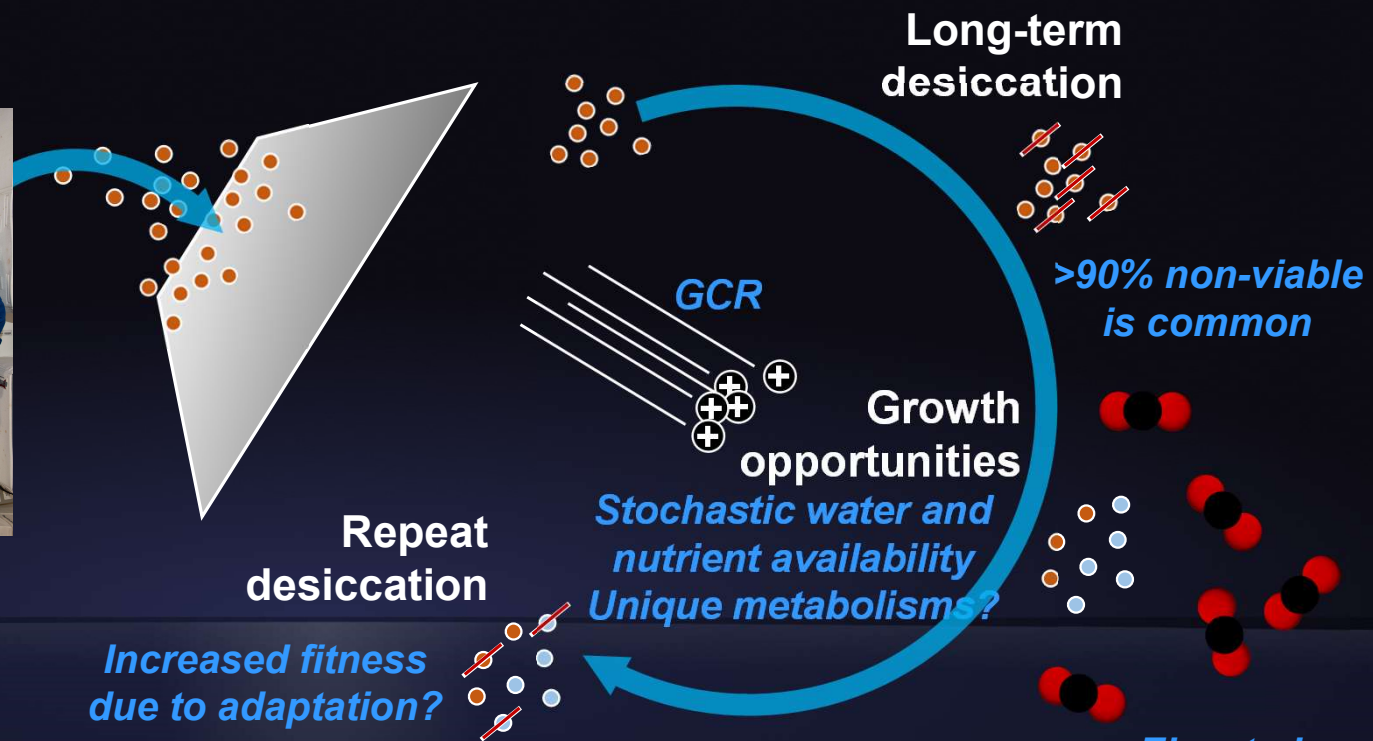 Long-term
desiccation
>90% non-viable
is common
GCR
Growth
opportunities
Stochastic water and
nutrient availability
Unique metabolisms?
Repeat
desiccation
Increased fitness
due to adaptation?